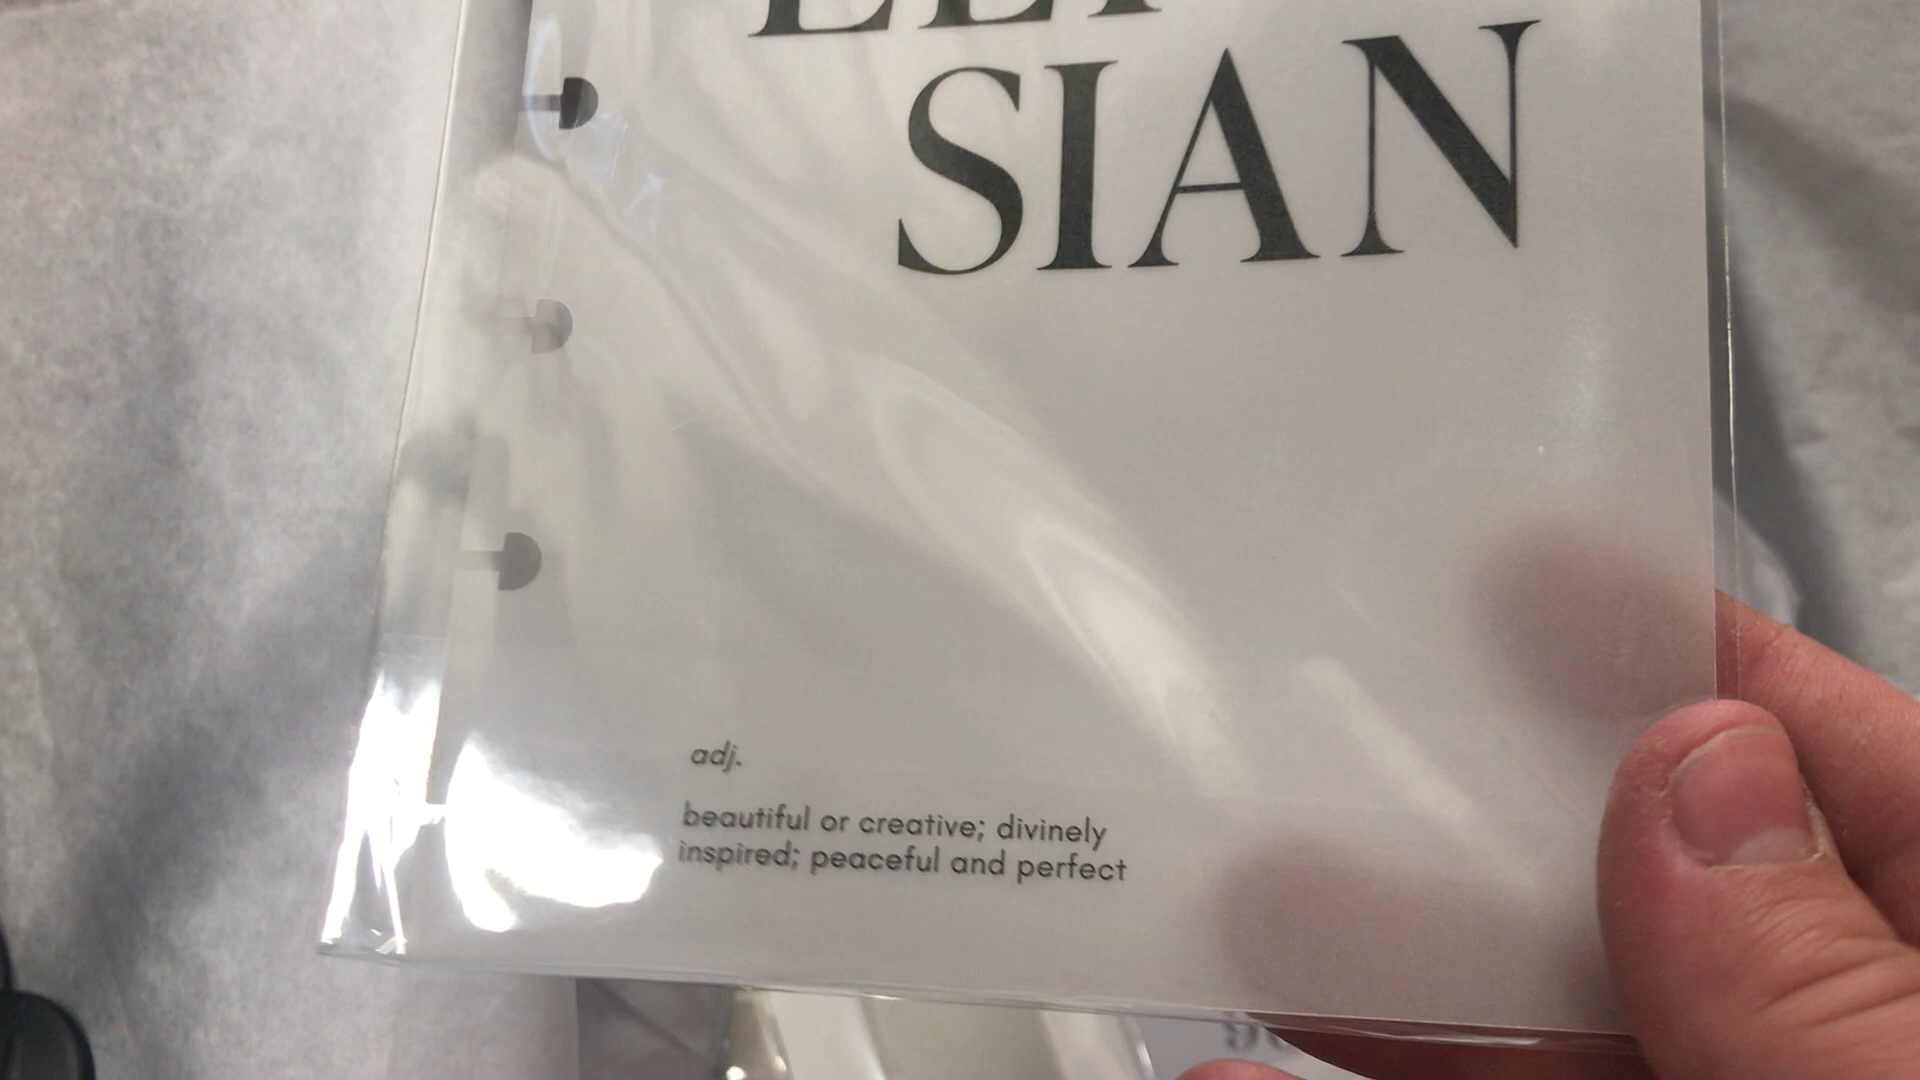 SIAN
adj.
beautiful or creative; divinely
inspired; peaceful and perfect